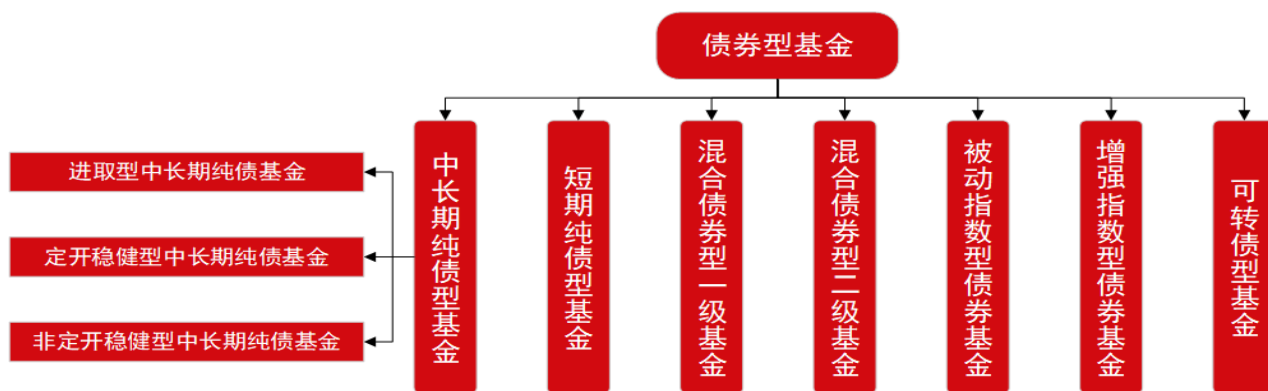 债券型基金
进取型中长期纯债基金
定开稳健型中长期纯债基金
非定开稳健型中长期纯债基金
中长期纯债型基金
短期纯债型基金
混合债券型一级基金
混合债券型二级基金
被动指数型债券基金
增强指数型债券基金
可转债型基金